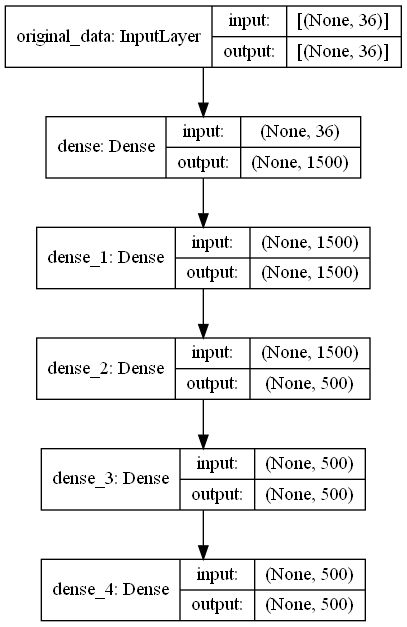 original_data: InputLayer
input:
[(None, 36)]
output:
[(None, 36)]
dense: Dense
input:
(None, 36)
output:
(None, 1500)
dense_1: Dense
input:
(None, 1500)
output:
(None, 1500)
dense_2: Dense
input:
(None, 1500)
output:
(None, 500)
dense_3: Dense
input:
(None, 500)
output:
(None, 500)
dense_4: Dense
input:
(None, 500)
output:
(None, 500)